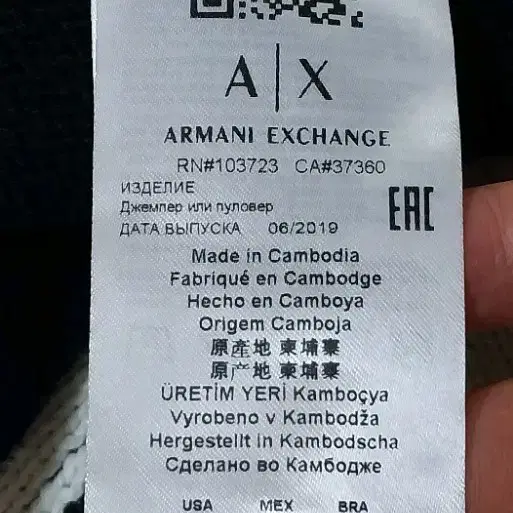 A|X
ARMANI EXCHANGE
RN#103723 CA#37360
ИЗДЕЛИЕ
Джемпер или пуловер
ДАТА ВЫПУСКА 06/2019
EAC
Made in Cambodia
Fabriqué en Cambodge
Hecho en Camboya
Origem Camboja
原產地 柬埔寨
原产地 柬埔寨
ÜRETİM YERİ Kamboçya
Vyrobeno v Kambodža
Hergestellt in Kambodscha
Сделано во Камбодже
USA MEX BRA